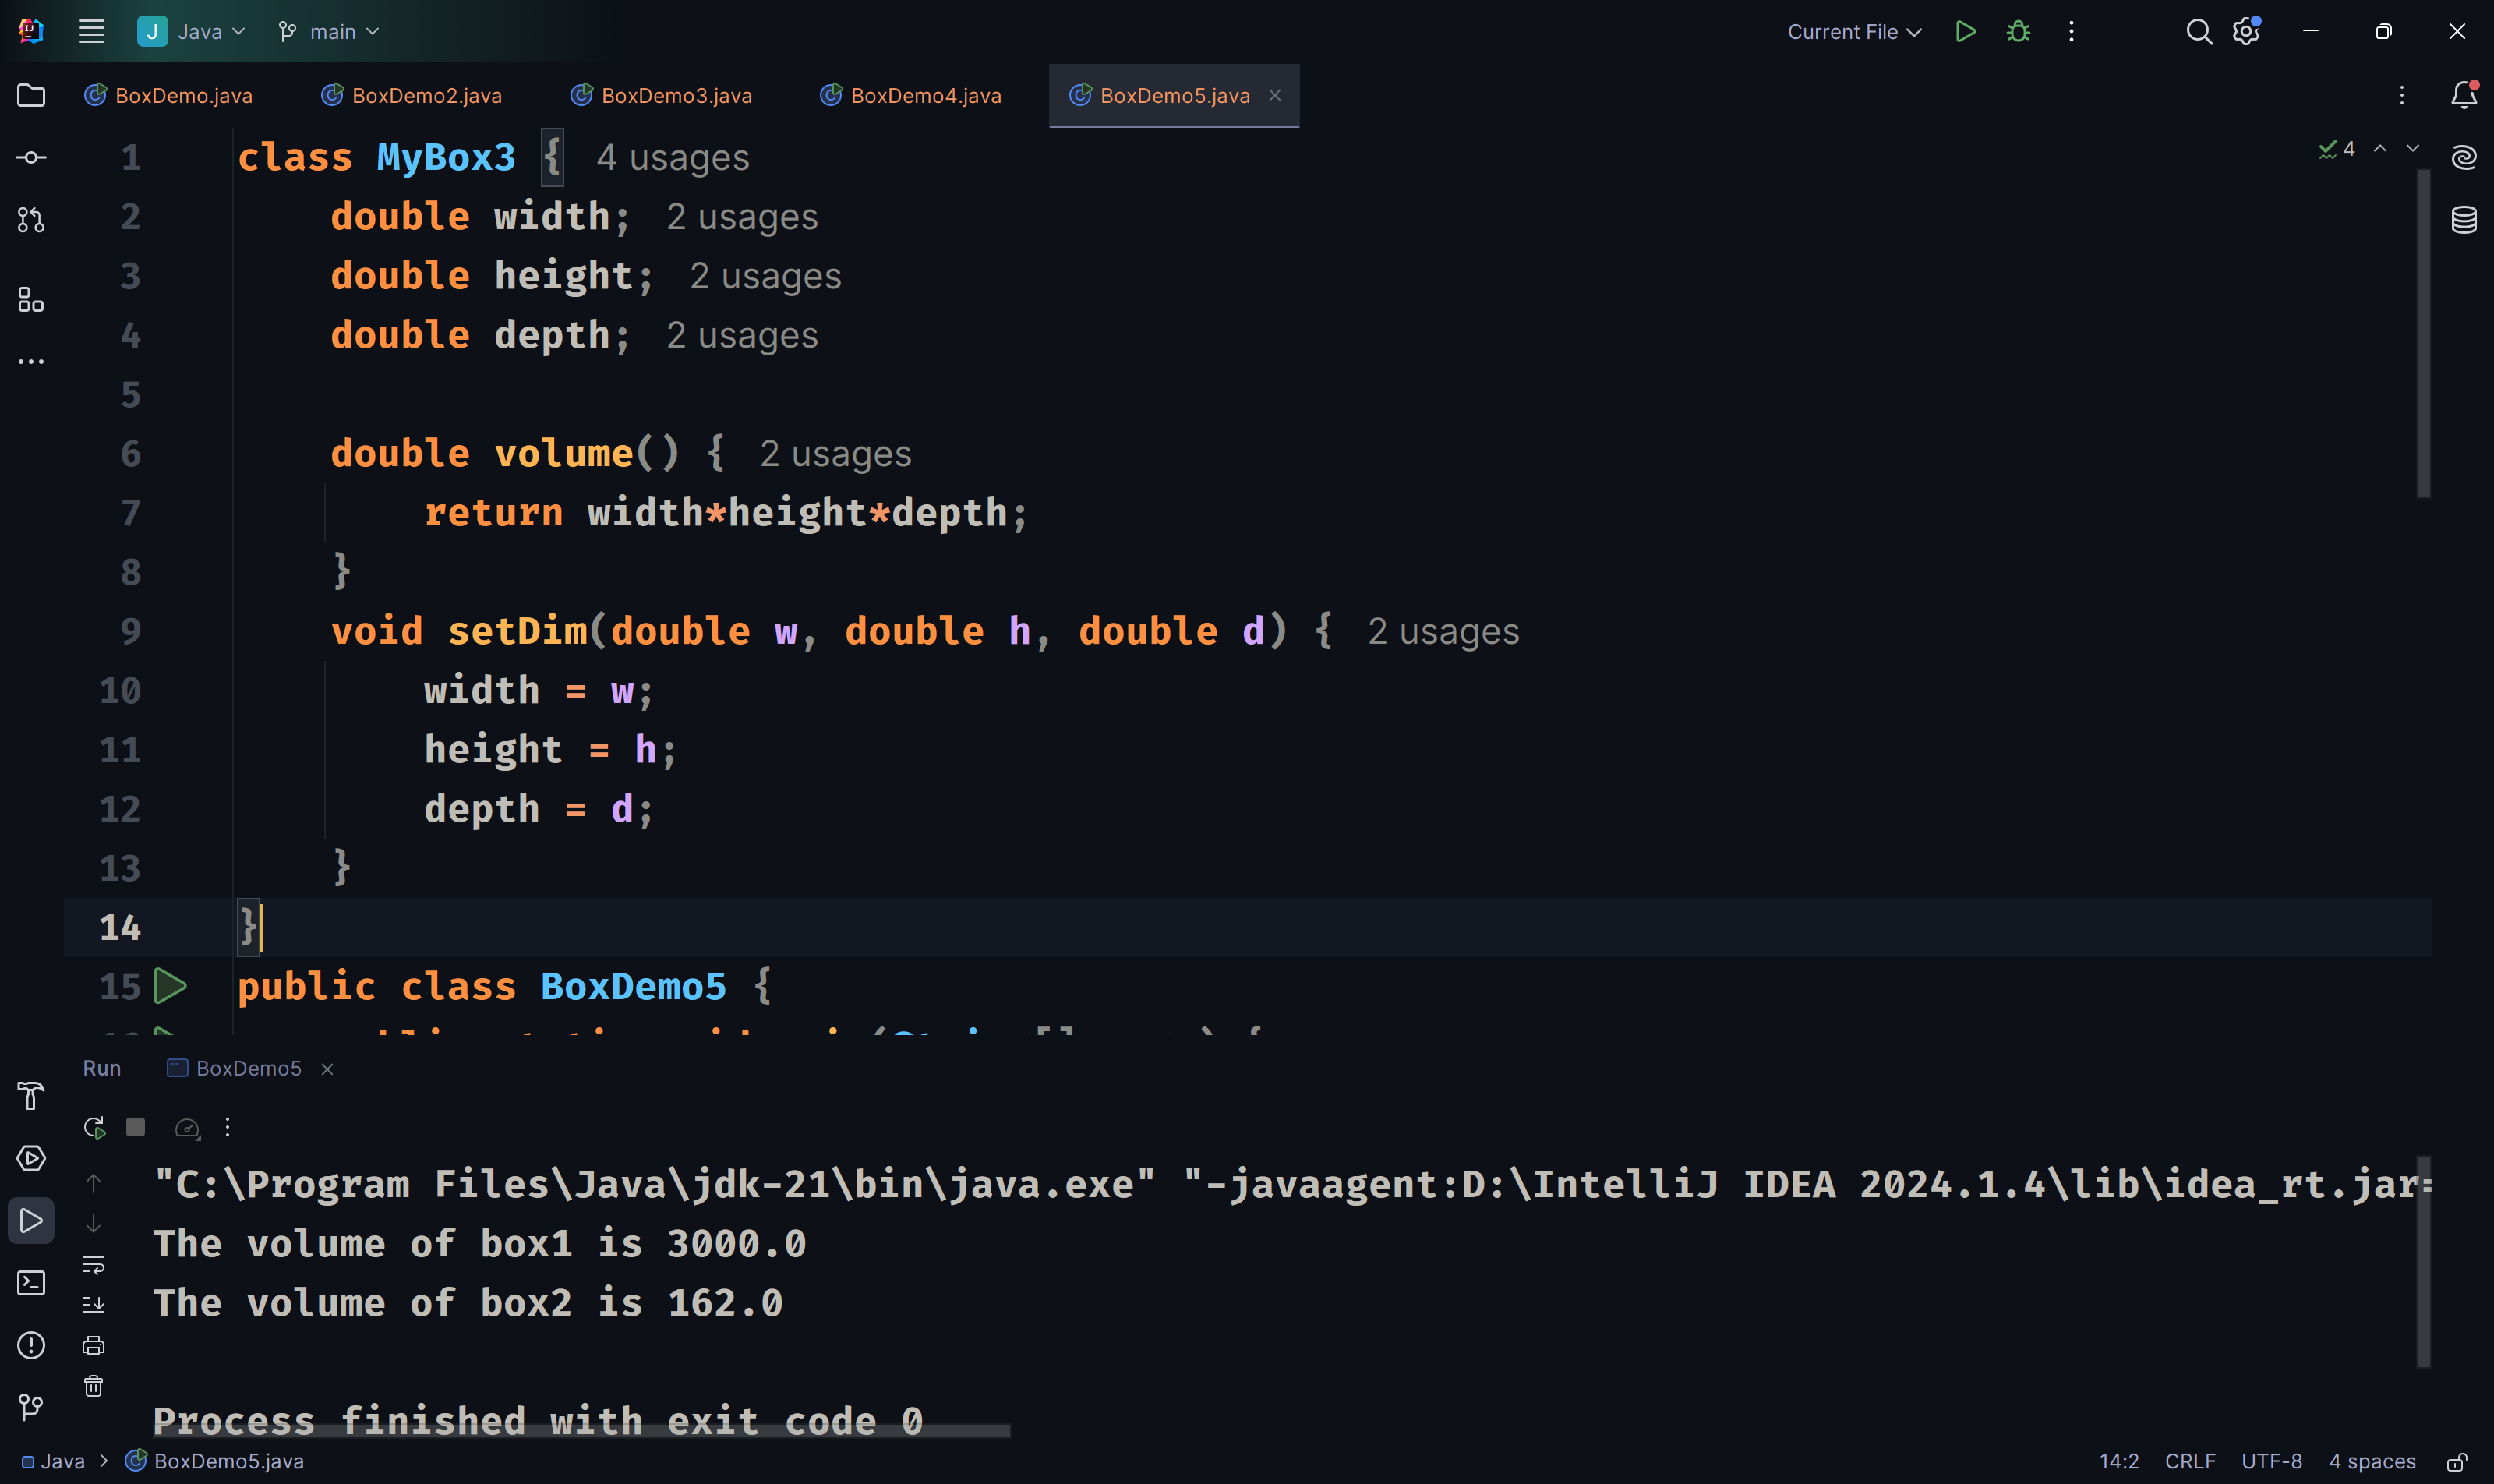 J Java main Current File
BoxDemo.java BoxDemo2.java BoxDemo3.java BoxDemo4.java BoxDemo5.java
1 class MyBox3 { 4 usages
4
2 double width; 2 usages
3 double height; 2 usages
4 double depth; 2 usages
5
6 double volume() { 2 usages
7 return width*height*depth;
8 }
9 void setDim(double w, double h, double d) { 2 usages
10 width = w;
11 height = h;
12 depth = d;
13 }
14 }
15 public class BoxDemo5 {
Run BoxDemo5
"C:\Program Files\Java\jdk-21\bin\java.exe" "-javaagent:D:\IntelliJ IDEA 2024.1.4\lib\idea_rt.jar=
The volume of box1 is 3000.0
The volume of box2 is 162.0
Process finished with exit code 0
Java > BoxDemo5.java 14:2 CRLF UTF-8 4 spaces